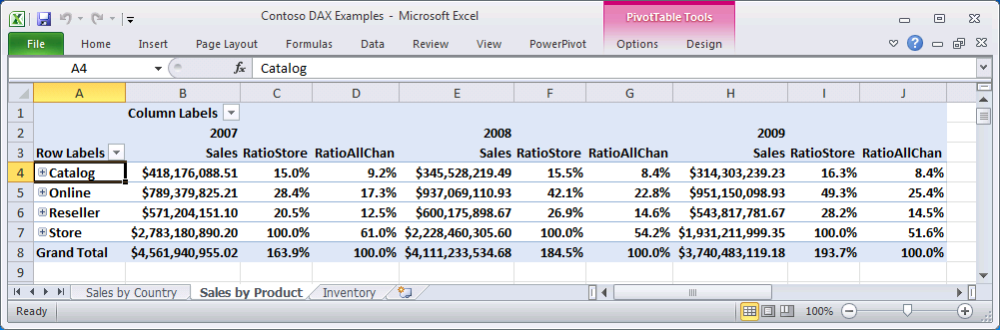 Contoso DAX Examples - Microsoft Excel
PivotTable Tools
File Home Insert Page Layout Formulas Data Review View PowerPivot Options Design
A4 fx Catalog
A B C D E F G H I J
1 Column Labels
2 2007 2008 2009
3 Row Labels Sales RatioStore RatioAllChan Sales RatioStore RatioAllChan Sales RatioStore RatioAllChan
4 Catalog $418,176,088.51 15.0% 9.2% $345,528,219.49 15.5% 8.4% $314,303,239.23 16.3% 8.4%
5 Online $789,379,825.21 28.4% 17.3% $937,069,110.93 42.1% 22.8% $951,150,098.93 49.3% 25.4%
6 Reseller $571,204,151.10 20.5% 12.5% $600,175,898.67 26.9% 14.6% $543,817,781.67 28.2% 14.5%
7 Store $2,783,180,890.20 100.0% 61.0% $2,228,460,305.60 100.0% 54.2% $1,931,211,999.35 100.0% 51.6%
8 Grand Total $4,561,940,955.02 163.9% 100.0% $4,111,233,534.68 184.5% 100.0% $3,740,483,119.18 193.7% 100.0%
9
Sales by Country Sales by Product Inventory
Ready 100%